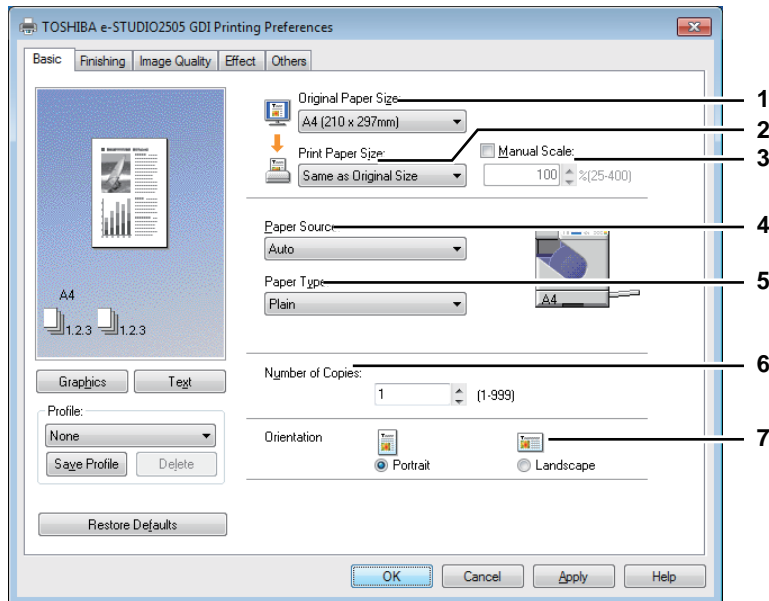 TOSHIBA e-STUDIO2505 GDI Printing Preferences
Basic
Finishing
Image Quality
Effect
Others
Original Paper Size:
1
A4 (210 x 297mm)
2
Print Paper Size:
Manual Scale:
3
Same as Original Size
100
%(25-400)
Paper Source:
4
Auto
Paper Type
5
Plain
A4
A4
1.2.3
1.2.3
Number of Copies:
6
1
(1-999)
Graphics
Text
Profile:
None
Save Profile
Delete
Orientation
7
Portrait
Landscape
Restore Defaults
OK
Cancel
Apply
Help